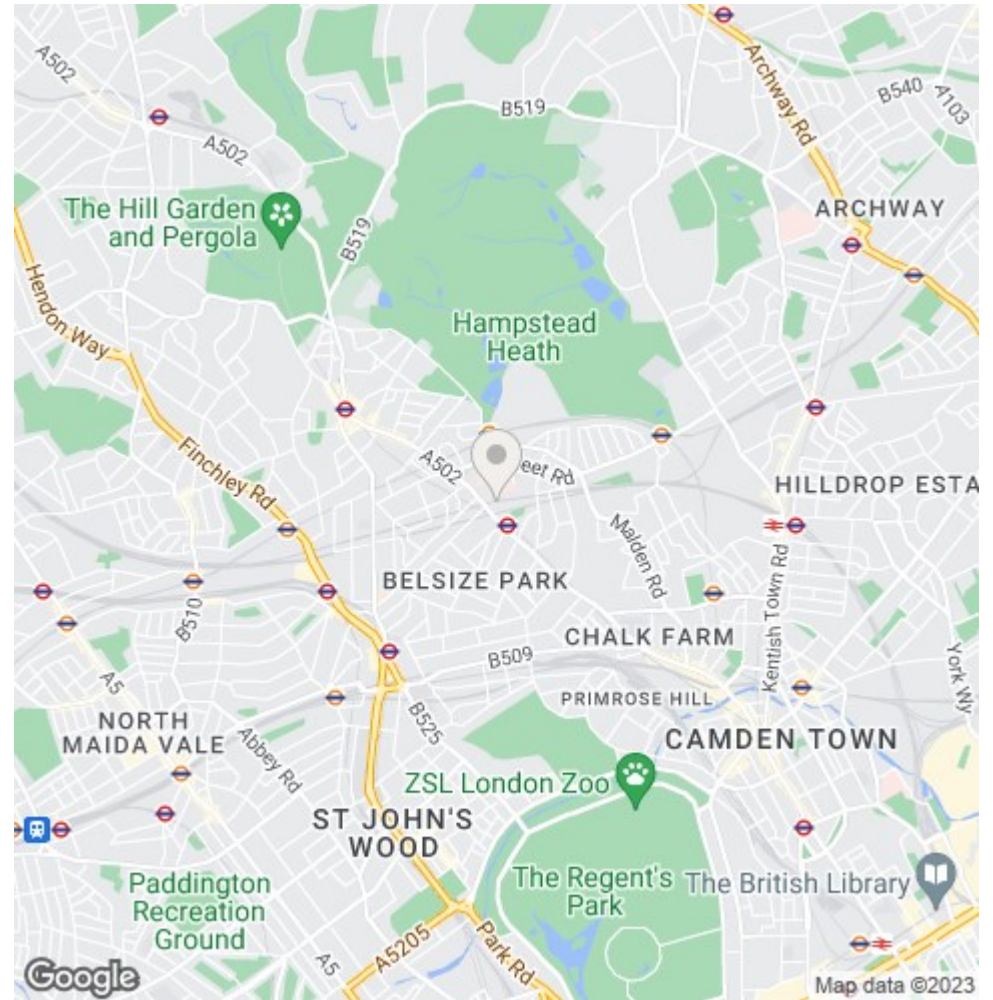 A502
A502
B519
Archway Rd
B540
A103
The Hill Garden
and Pergola
B519
ARCHWAY
Hendon Way
Hampstead
Heath
Finchley Rd
A502
eet Rd
HILLDROP ESTA
Malden Rd
BELSIZE PARK
B510
CHALK FARM
Kentish Town Rd
B509
York Wy
A5
PRIMROSE HILL
NORTH
MAIDA VALE
B525
Abbey Rd
CAMDEN TOWN
ZSL London Zoo
ST JOHN'S
WOOD
The Regent's
Park
The British Library
Paddington
Recreation
Ground
A5
A5205
Park Rd
Google
Map data ©2023